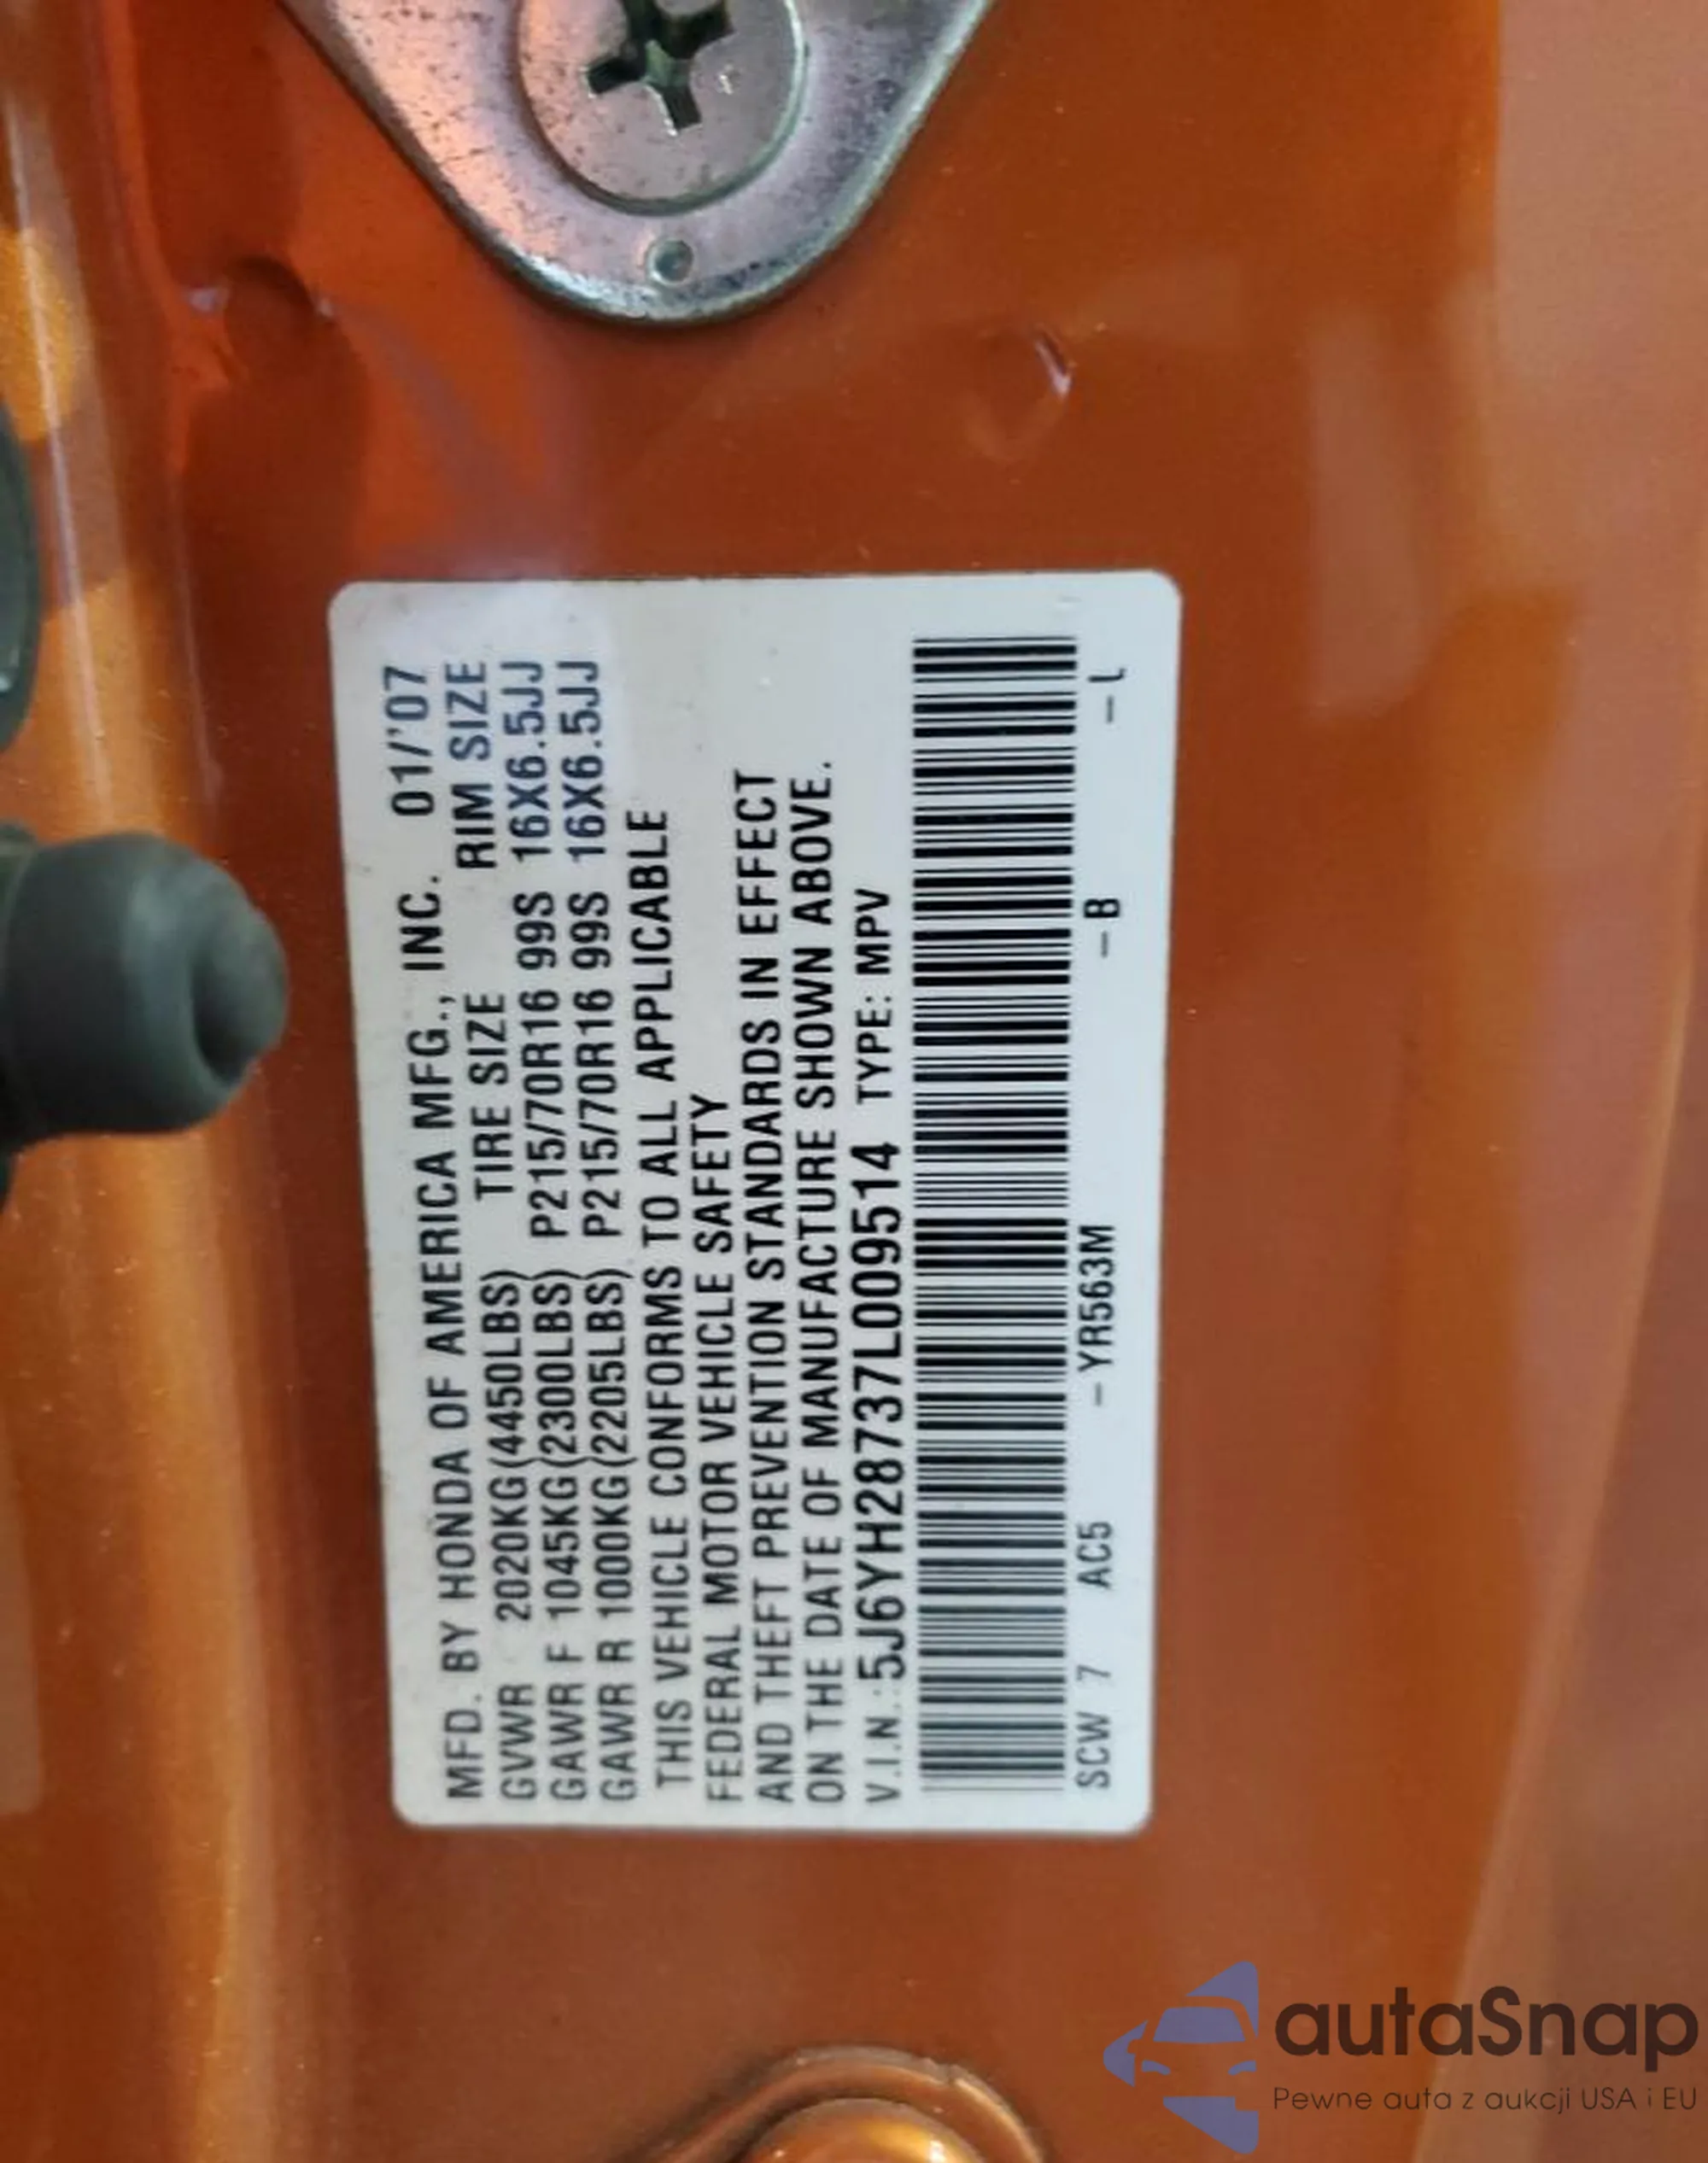 MFD. BY HONDA OF AMERICA MFG., INC. 01/'07
TIRE SIZE RIM SIZE
GVWR 2020KG(4450LBS)
GAWR F 1045KG(2300LBS) P215/70R16 99S 16X6.5JJ
GAWR R 1000KG(2205LBS) P215/70R16 99S 16X6.5JJ
THIS VEHICLE CONFORMS TO ALL APPLICABLE
FEDERAL MOTOR VEHICLE SAFETY
AND THEFT PREVENTION STANDARDS IN EFFECT
ON THE DATE OF MANUFACTURE SHOWN ABOVE.
V.I.N.:5J6YH28737L009514 TYPE: MPV
SCW 7 AC5 -YR563M -B -L
autaSnap
Pewne auta z aukcji USA i EU